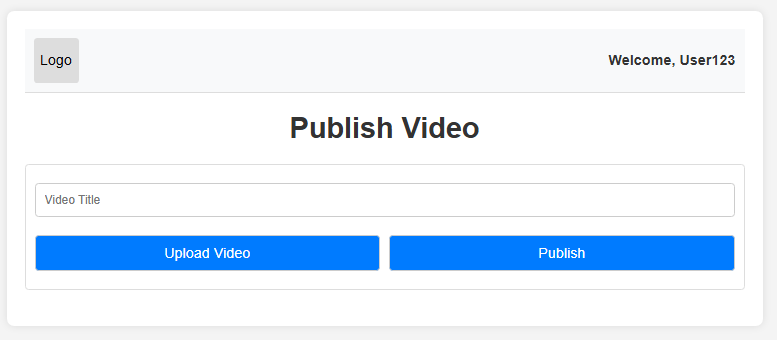 Logo
Welcome, User123
Publish Video
Video Title
Upload Video
Publish